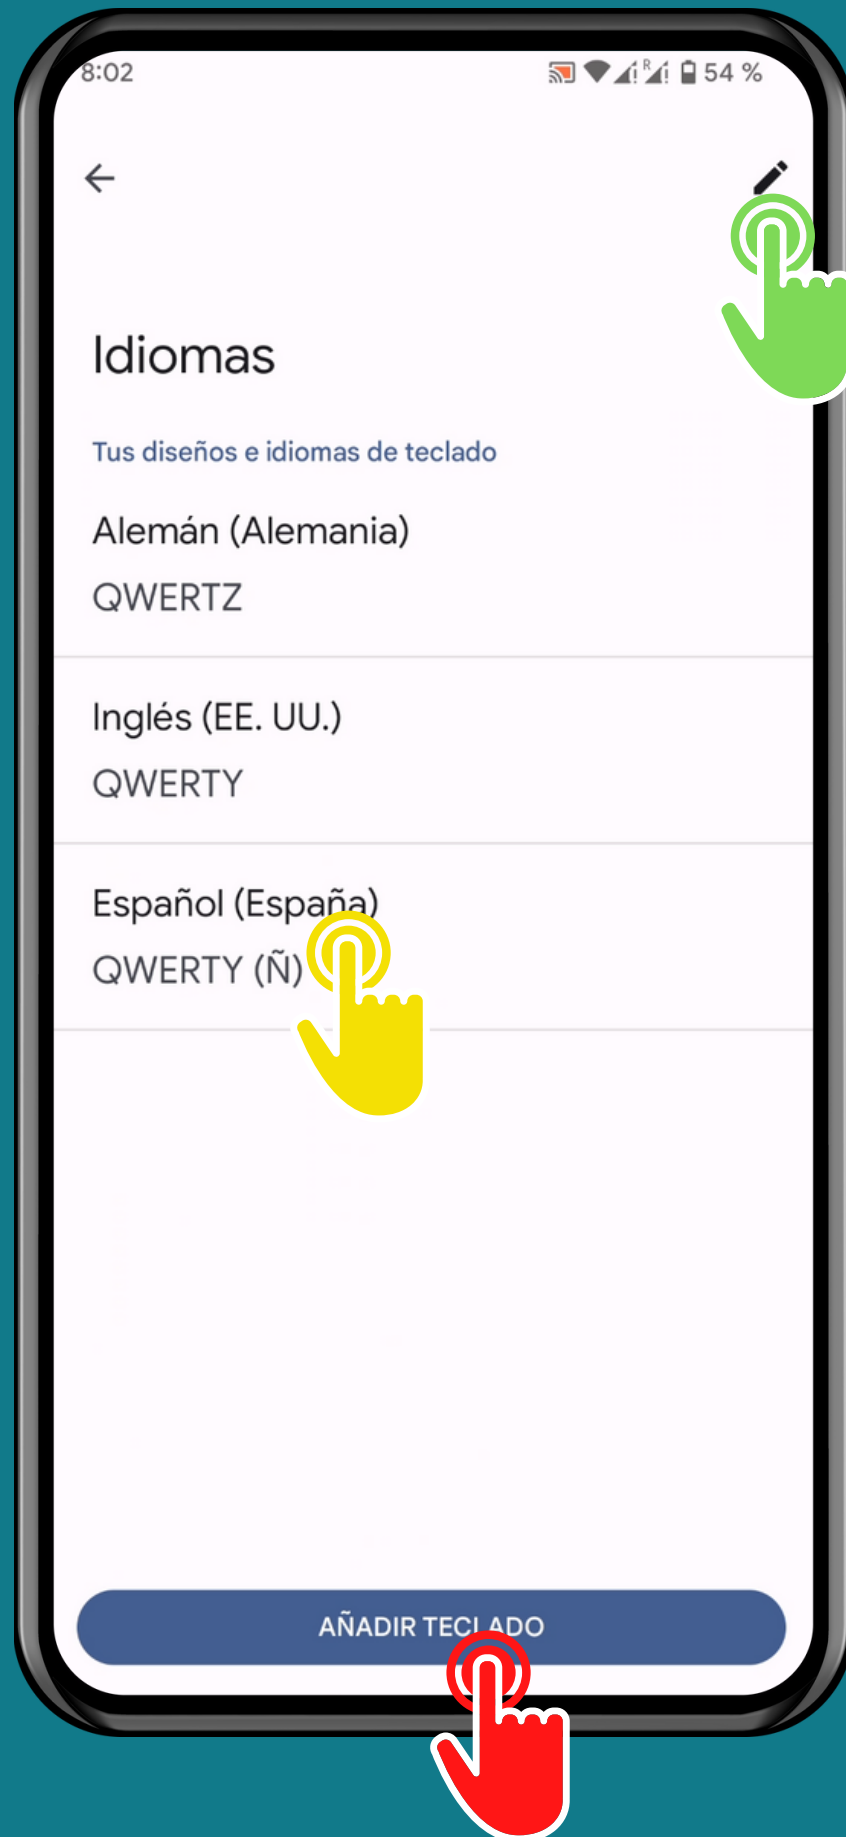 8:02
R 54 %
Idiomas
Tus diseños e idiomas de teclado
Alemán (Alemania)
QWERTZ
Inglés (EE. UU.)
QWERTY
Español (España)
QWERTY (Ñ)
AÑADIR TECLADO